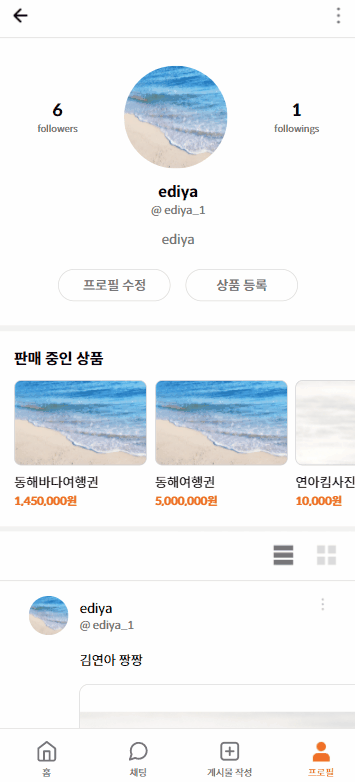 6
followers
1
followings
ediya
@ ediya_1
ediya
프로필 수정
상품 등록
판매 중인 상품
동해바다여행권
1,450,000원
동해여행권
5,000,000원
연아킴사진
10,000원
ediya
@ ediya_1
김연아 짱짱
홈
채팅
게시물 작성
프로필